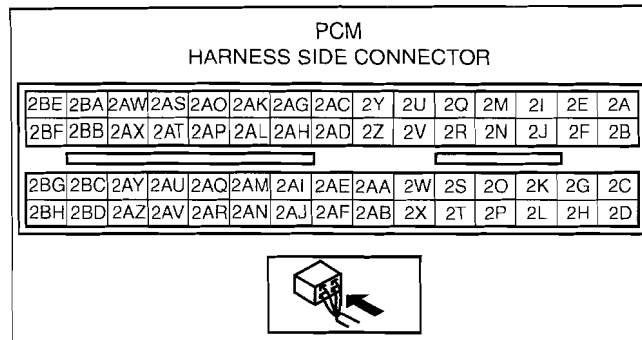 PCM
HARNESS SIDE CONNECTOR
2BE 2BA 2AW 2AS 2AO 2AK 2AG 2AC 2Y 2U 2Q 2M 2I 2E 2A
2BF 2BB 2AX 2AT 2AP 2AL 2AH 2AD 2Z 2V 2R 2N 2J 2F 2B
2BG 2BC 2AY 2AU 2AQ 2AM 2AI 2AE 2AA 2W 2S 2O 2K 2G 2C
2BH 2BD 2AZ 2AV 2AR 2AN 2AJ 2AF 2AB 2X 2T 2P 2L 2H 2D